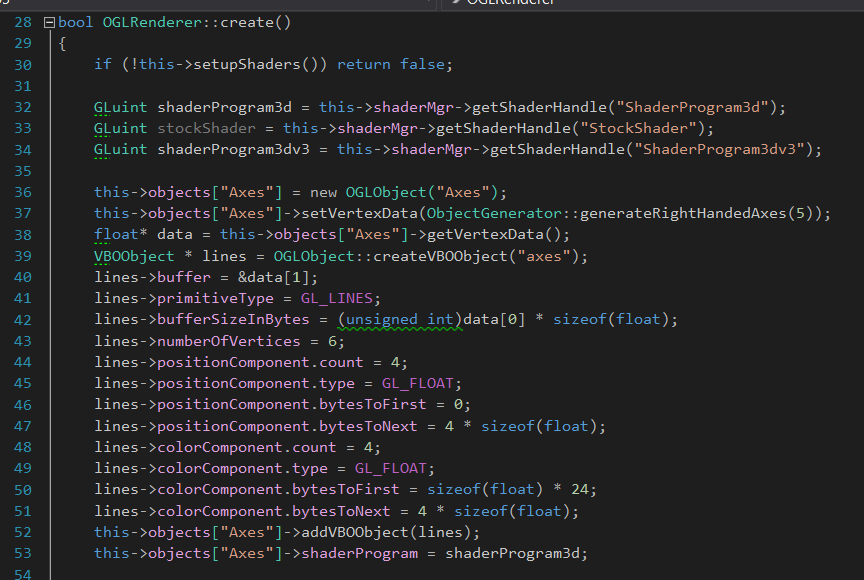 OGLRenderer
28 bool OGLRenderer::create()
29 {
30 if (!this->setupShaders()) return false;
31
32 GLuint shaderProgram3d = this->shaderMgr->getShaderHandle("ShaderProgram3d");
33 GLuint stockShader = this->shaderMgr->getShaderHandle("StockShader");
34 GLuint shaderProgram3dv3 = this->shaderMgr->getShaderHandle("ShaderProgram3dv3");
35
36 this->objects["Axes"] = new OGLObject("Axes");
37 this->objects["Axes"]->setVertexData(ObjectGenerator::generateRightHandedAxes(5));
38 float* data = this->objects["Axes"]->getVertexData();
39 VBOObject * lines = OGLObject::createVBOObject("axes");
40 lines->buffer = &data[1];
41 lines->primitiveType = GL_LINES;
42 lines->bufferSizeInBytes = (unsigned int)data[0] * sizeof(float);
43 lines->numberOfVertices = 6;
44 lines->positionComponent.count = 4;
45 lines->positionComponent.type = GL_FLOAT;
46 lines->positionComponent.bytesToFirst = 0;
47 lines->positionComponent.bytesToNext = 4 * sizeof(float);
48 lines->colorComponent.count = 4;
49 lines->colorComponent.type = GL_FLOAT;
50 lines->colorComponent.bytesToFirst = sizeof(float) * 24;
51 lines->colorComponent.bytesToNext = 4 * sizeof(float);
52 this->objects["Axes"]->addVBOObject(lines);
53 this->objects["Axes"]->shaderProgram = shaderProgram3d;
54